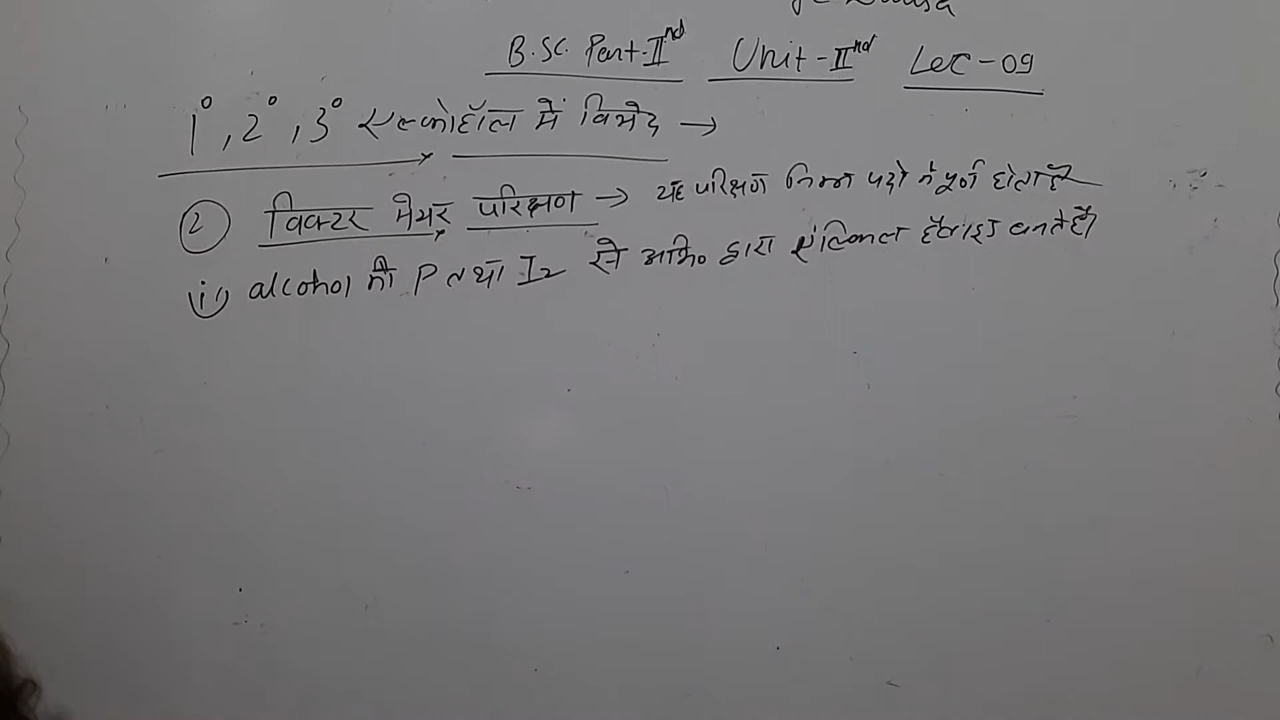 B.SC. Part-IInd Unit-IInd Lec-09
1°, 2°, 3° एल्कोहॉल में विभेद →
② विक्टर मेयर परिक्षण → यह परिक्षण निम्न पदो में पूर्ण होता है
(i) alcohol की P तथा I2 से अभि० द्वारा एल्किल हैलाइड बनाते हैं